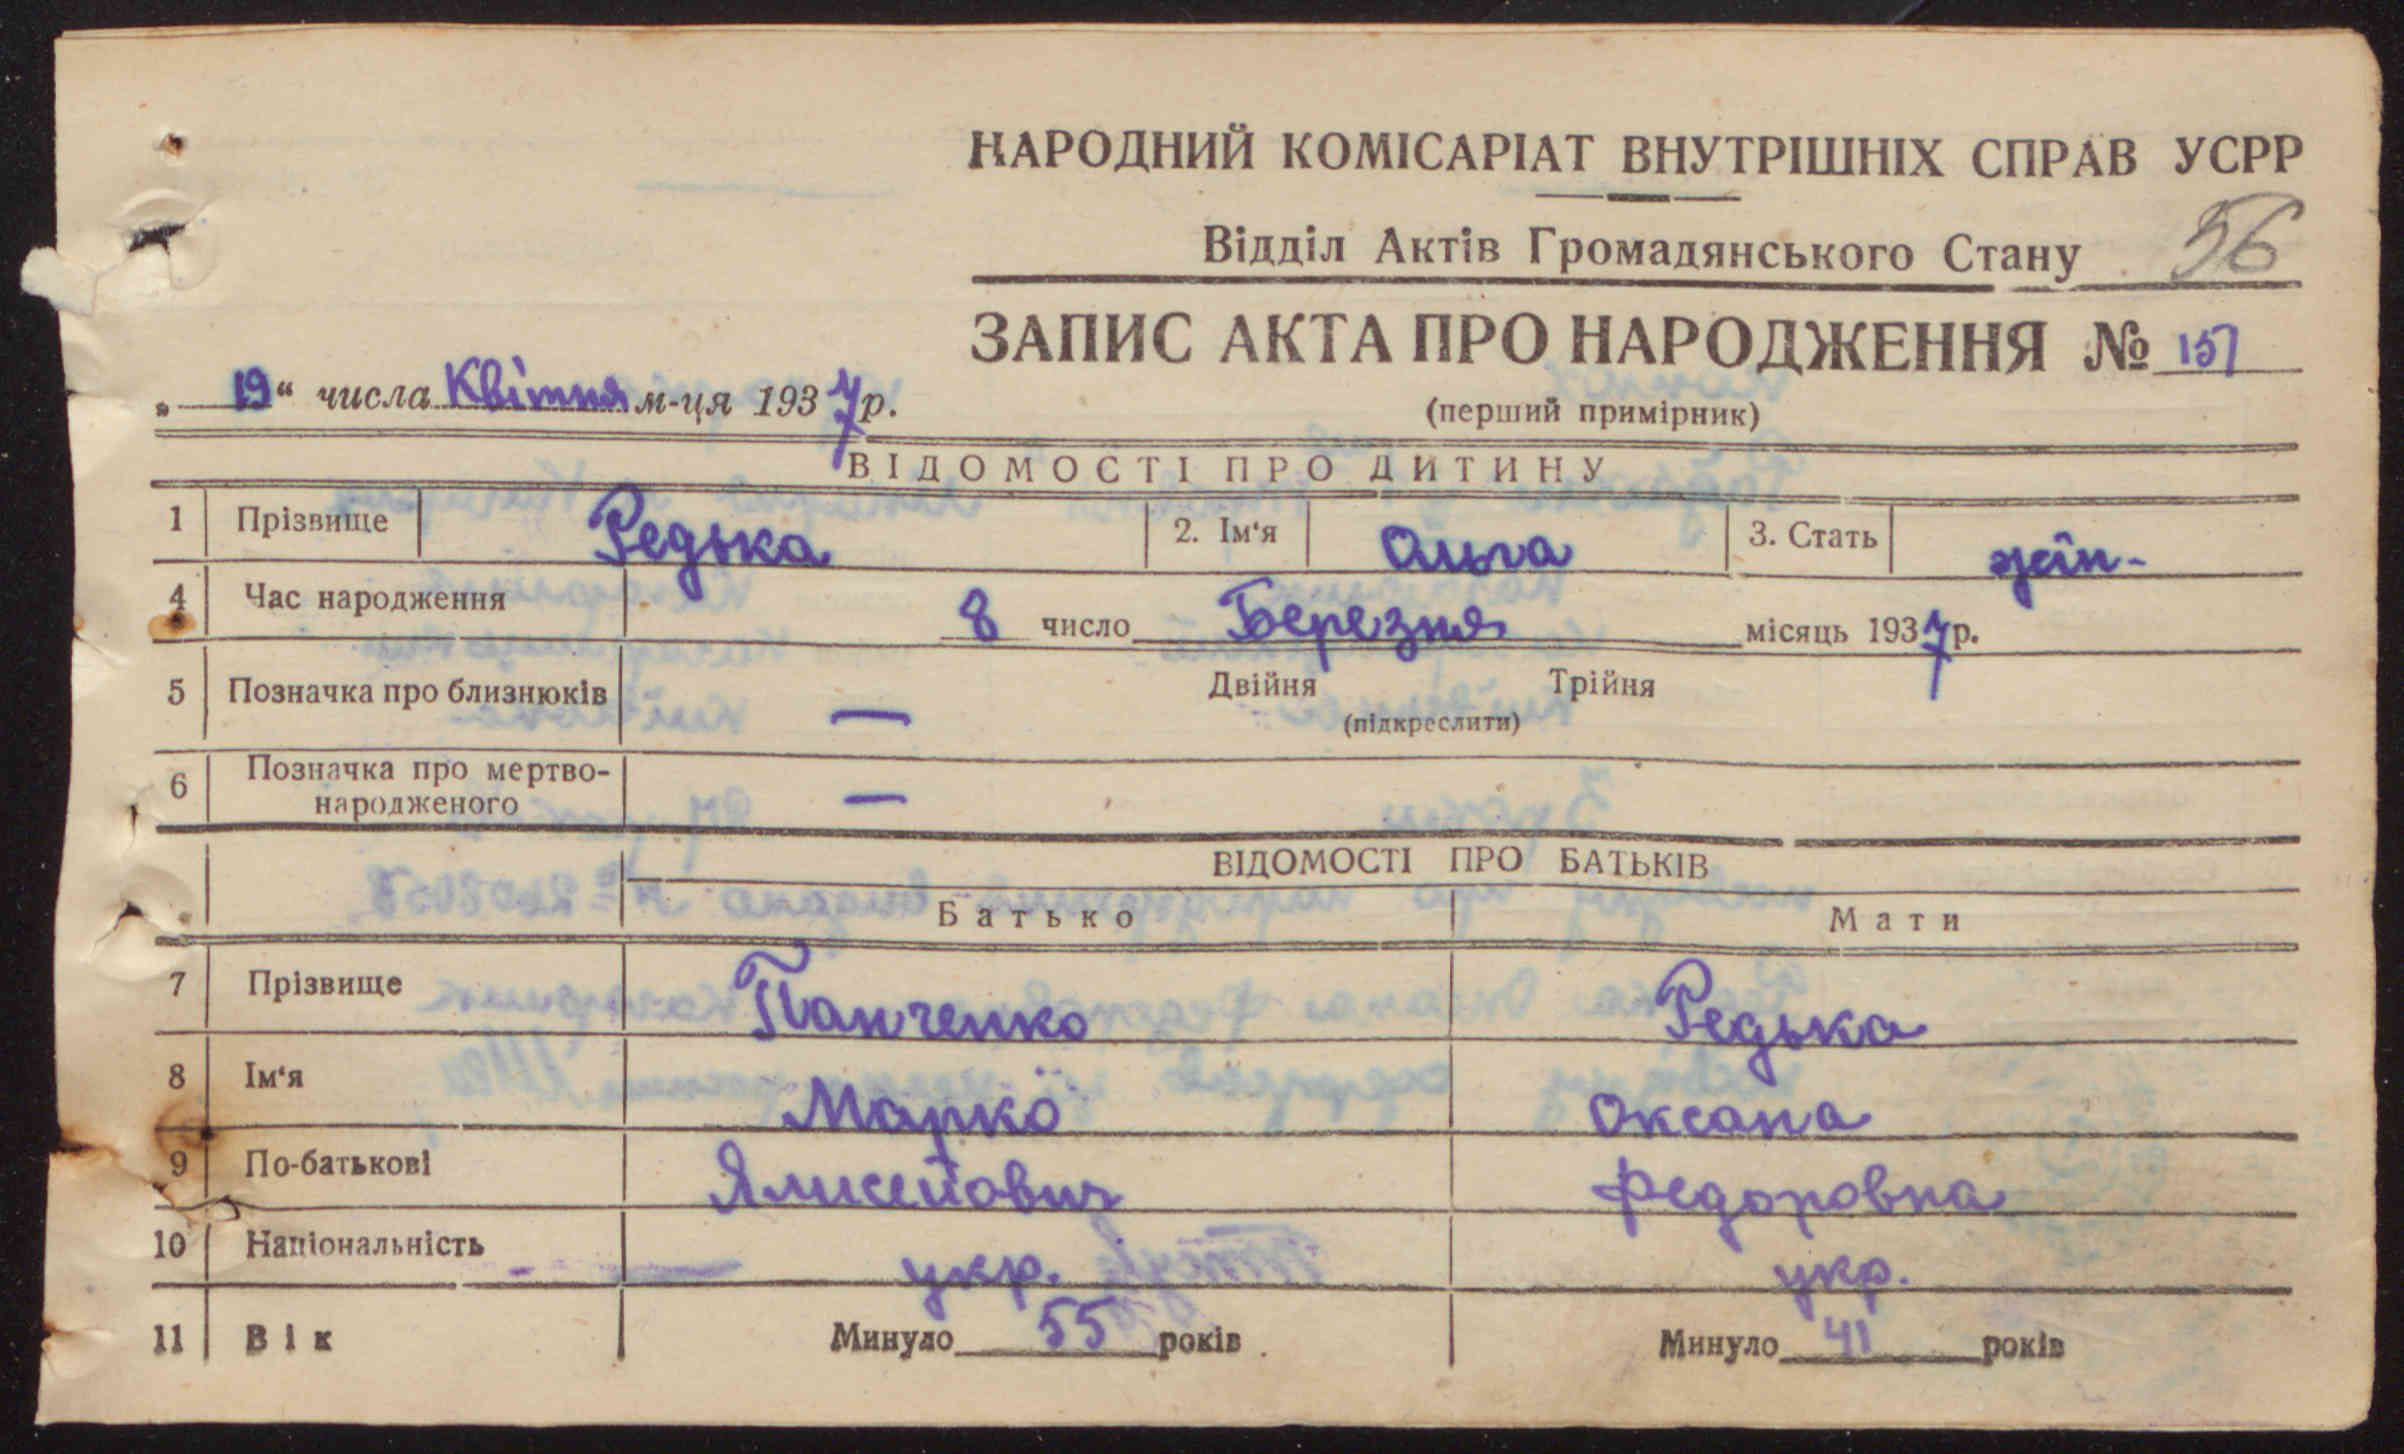 НАРОДНИЙ КОМІСАРІАТ ВНУТРІШНІХ СПРАВ УСРР
Відділ Актів Громадянського Стану 56
ЗАПИС АКТА ПРО НАРОДЖЕННЯ № 157
„ 19 “ числа Квітня м-ця 1937 р.
(перший примірник)
ВІДОМОСТІ ПРО ДИТИНУ
1 Прізвище Редька 2. Ім‘я Ольга 3. Стать жін-
4 Час народження 8 число Березня місяць 1937 р.
5 Позначка про близнюків — Двійня Трійня
(підкреслити)
6 Позначка про мертво-
народженого —
ВІДОМОСТІ ПРО БАТЬКІВ
Батько Мати
7 Прізвище Панченко Редька
8 Ім‘я Марко Оксана
9 По-батькові Федоровна
10 Національність укр. укр.
11 Вік Минуло 55 років Минуло 41 років